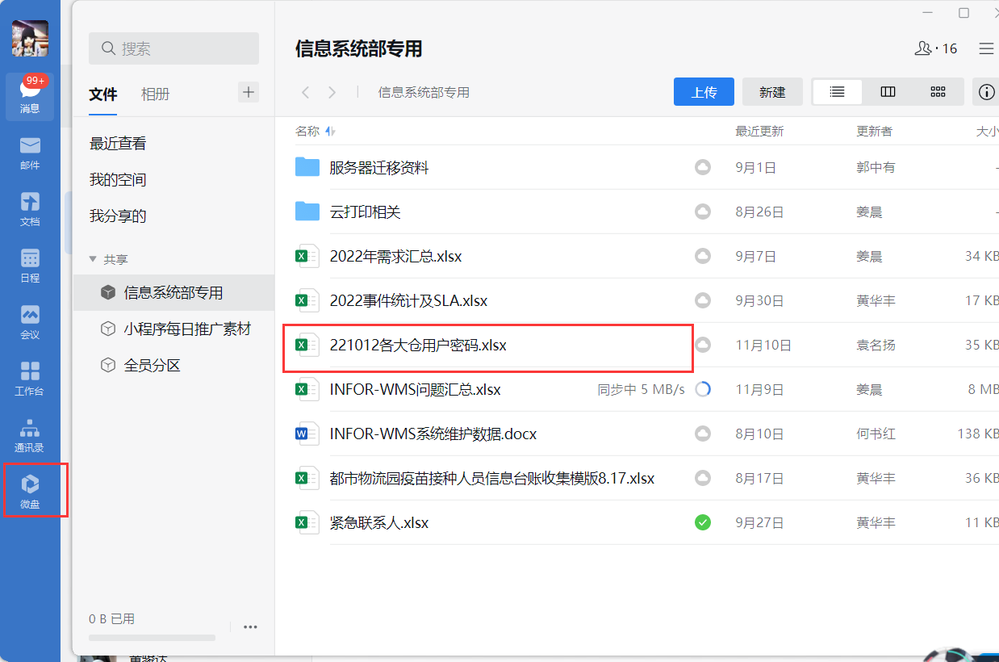 99+
消息
邮件
文档
日程
会议
工作台
通讯录
微盘
搜索
文件 相册
最近查看
我的空间
我分享的
共享
信息系统部专用
小程序每日推广素材
全员分区
0 B 已用
信息系统部专用
· 16
信息系统部专用
上传 新建
名称 最近更新 更新者 大小
服务器迁移资料 9月1日 郭中有 -
云打印相关 8月26日 姜晨 -
2022年需求汇总.xlsx 9月7日 姜晨 34 KB
2022事件统计及SLA.xlsx 9月30日 黄华丰 17 KB
221012各大仓用户密码.xlsx 11月10日 袁名扬 35 KB
INFOR-WMS问题汇总.xlsx 同步中 5 MB/s 11月9日 姜晨 8 MB
INFOR-WMS系统维护数据.docx 8月10日 何书红 138 KB
都市物流园疫苗接种人员信息台账收集模版8.17.xlsx 8月17日 黄华丰 36 KB
紧急联系人.xlsx 9月27日 黄华丰 11 KB